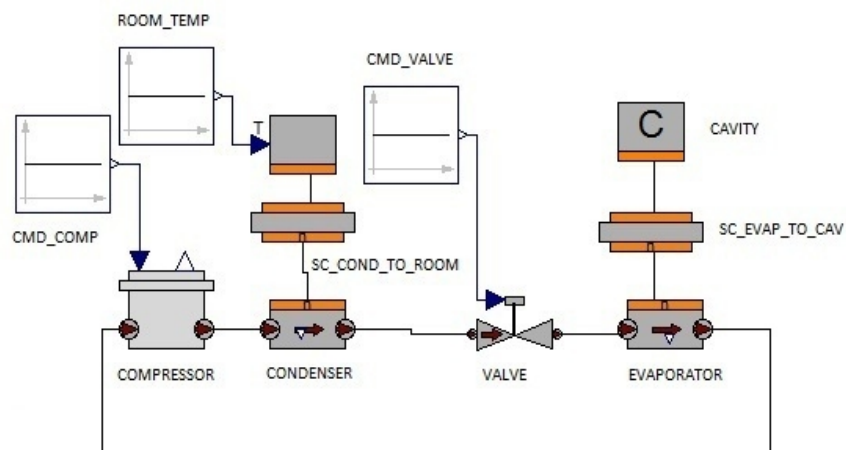 ROOM_TEMP
CMD_VALVE
T
C
CAVITY
CMD_COMP
SC_COND_TO_ROOM
SC_EVAP_TO_CAV
COMPRESSOR
CONDENSER
VALVE
EVAPORATOR